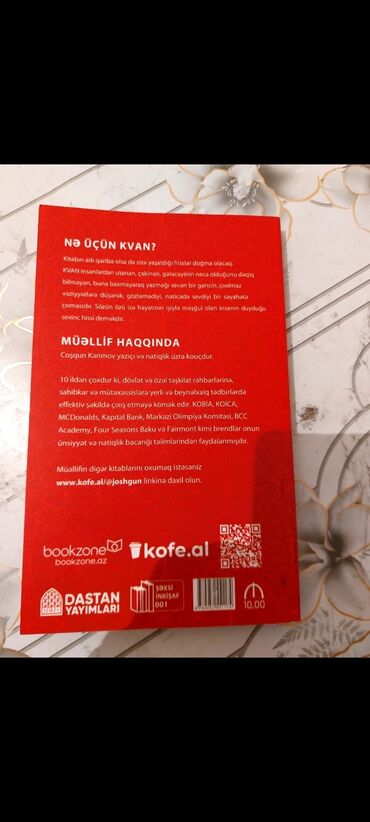 NƏ ÜÇÜN KVAN?
Kitabın adı qəribə olsa da sizə yaşatdığı hisslər doğma olacaq.
KVAN insanlardan utanan, çəkinən, gələcəyinin necə olduğunu dəqiq
bilməyən, buna baxmayaraq yazmağı sevən bir gəncin, çıxılmaz
vəziyyətlərə düşərək, gözləmədiyi, nəticədə sevdiyi bir səyahətə
çıxmasıdır. Sözün özü isə həyatının işiylə məşğul olan insanın duyduğu
sevinc hissi deməkdir.
MÜƏLLİF HAQQINDA
Coşqun Kərimov yazıçı və natiqlik üzrə kouçdur.
10 ildən çoxdur ki, dövlət və özəl təşkilat rəhbərlərinə,
sahibkar və mütəxəssislərə yerli və beynəlxalq tədbirlərdə
effektiv şəkildə çıxış etməyə kömək edir. KOBİA, KOICA,
MCDonalds, Kapital Bank, Mərkəzi Olimpiya Komitəsi, BCC
Academy, Four Seasons Baku və Fairmont kimi brendlər onun
ünsiyyət və natiqlik bacarığı təlimlərindən faydalanmışdır.
Müəllifin digər kitablarını oxumaq istəsəniz
www.kofe.al/@joshgun linkinə daxil olun.
bookzone
bookzone.az
kofe.al
DASTAN
YAYIMLARI
ŞƏXSİ
İNKİŞAF
001
₼
10.00